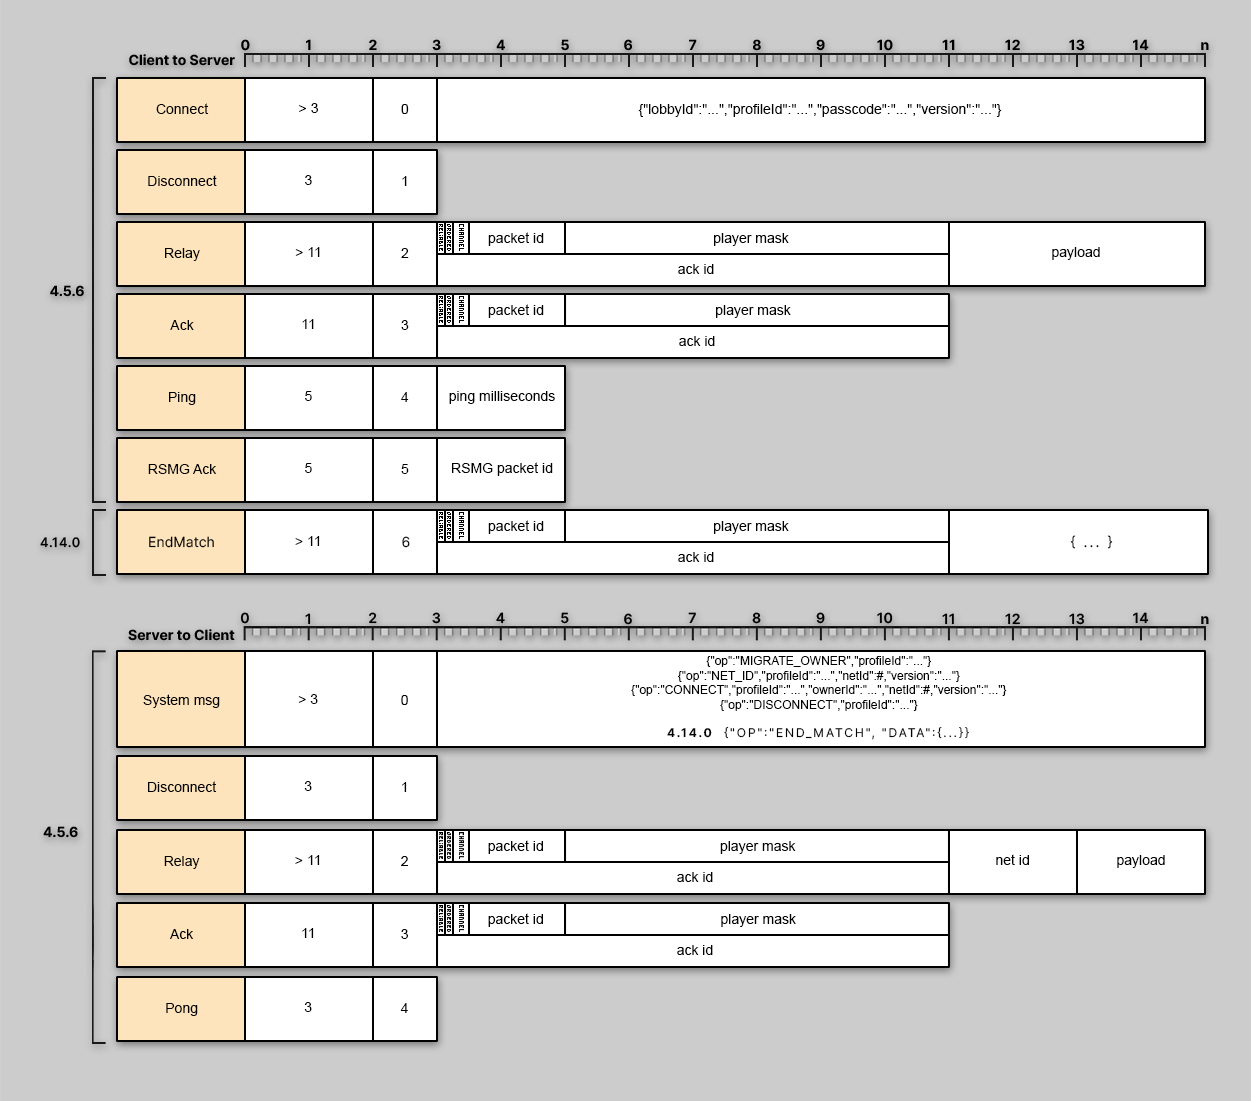 Client to Server
0 1 2 3 4 5 6 7 8 9 10 11 12 13 14 n
4.5.6
Connect > 3 0 {"lobbyId":"...","profileId":"...","passcode":"...","version":"..."}
Disconnect 3 1
Relay > 11 2 RELIABLE ORDERED CHANNEL packet id player mask payload
ack id
Ack 11 3 RELIABLE ORDERED CHANNEL packet id player mask
ack id
Ping 5 4 ping milliseconds
RSMG Ack 5 5 RSMG packet id
4.14.0
EndMatch > 11 6 RELIABLE ORDERED CHANNEL packet id player mask { ... }
ack id
Server to Client
0 1 2 3 4 5 6 7 8 9 10 11 12 13 14 n
4.5.6
System msg > 3 0
{"op":"MIGRATE_OWNER","profileId":"..."}
{"op":"NET_ID","profileId":"...","netId":#,"version":"..."}
{"op":"CONNECT","profileId":"...","ownerId":"...","netId":#,"version":"..."}
{"op":"DISCONNECT","profileId":"..."}
4.14.0 {"OP":"END_MATCH", "DATA":{...}}
Disconnect 3 1
Relay > 11 2 RELIABLE ORDERED CHANNEL packet id player mask net id payload
ack id
Ack 11 3 RELIABLE ORDERED CHANNEL packet id player mask
ack id
Pong 3 4